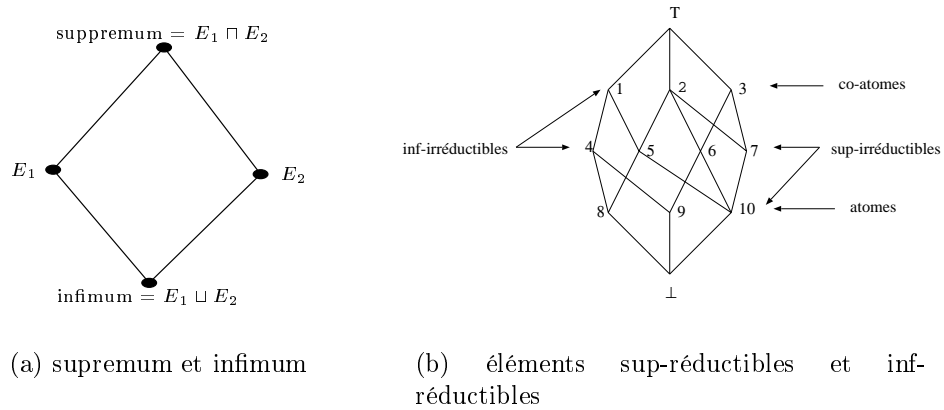 suppremum = E₁ ⊓ E₂
E₁
E₂
infimum = E₁ ⊔ E₂
(a) supremum et infimum
T
1
2
3
co-atomes
inf-irréductibles
4
5
6
7
sup-irréductibles
8
9
10
atomes
⊥
(b) éléments sup-réductibles et inf-
réductibles